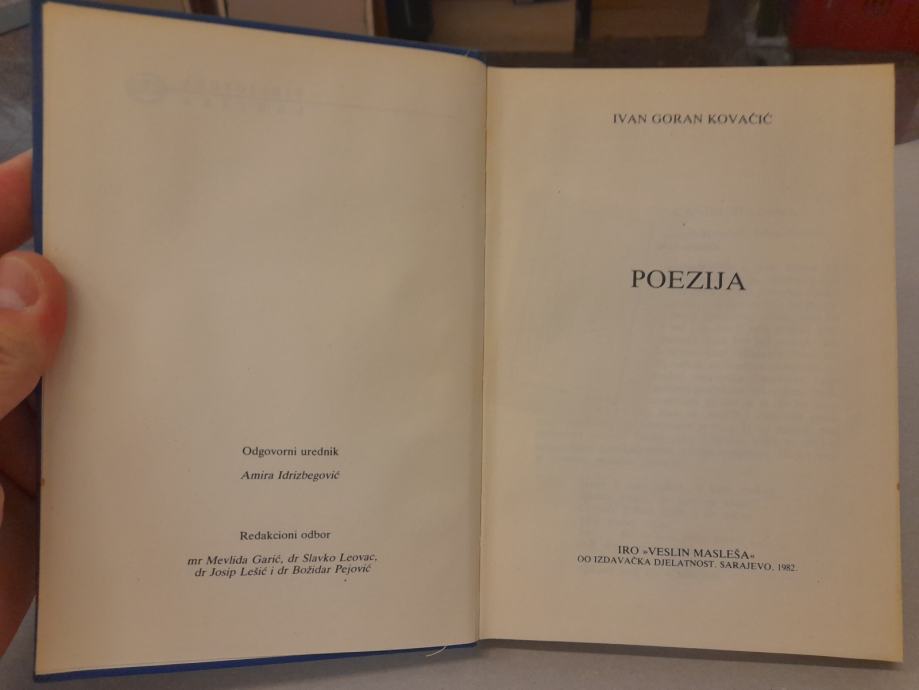 Odgovorni urednik
Amira Idrizbegović
Redakcioni odbor
mr Mevlida Garić, dr Slavko Leovac,
dr Josip Lešić i dr Božidar Pejović
IVAN GORAN KOVAČIĆ
POEZIJA
IRO »VESLIN MASLEŠA«
OO IZDAVAČKA DJELATNOST, SARAJEVO, 1982.